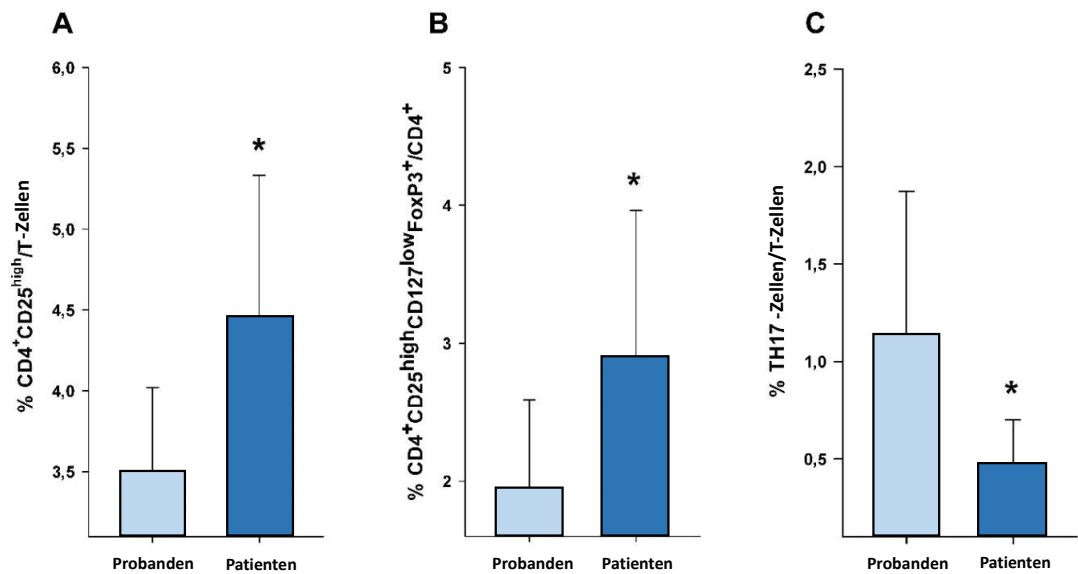 A
% CD4⁺CD25ʰⁱᵍʰ/T-Zellen
6,0
5,5
5,0
4,5
4,0
3,5
*
Probanden
Patienten
B
% CD4⁺CD25ʰⁱᵍʰCD127ˡᵒʷFoxP3⁺/CD4⁺
5
4
3
2
*
Probanden
Patienten
C
% TH17 -Zellen/T-Zellen
2,5
2,0
1,5
1,0
0,5
*
Probanden
Patienten